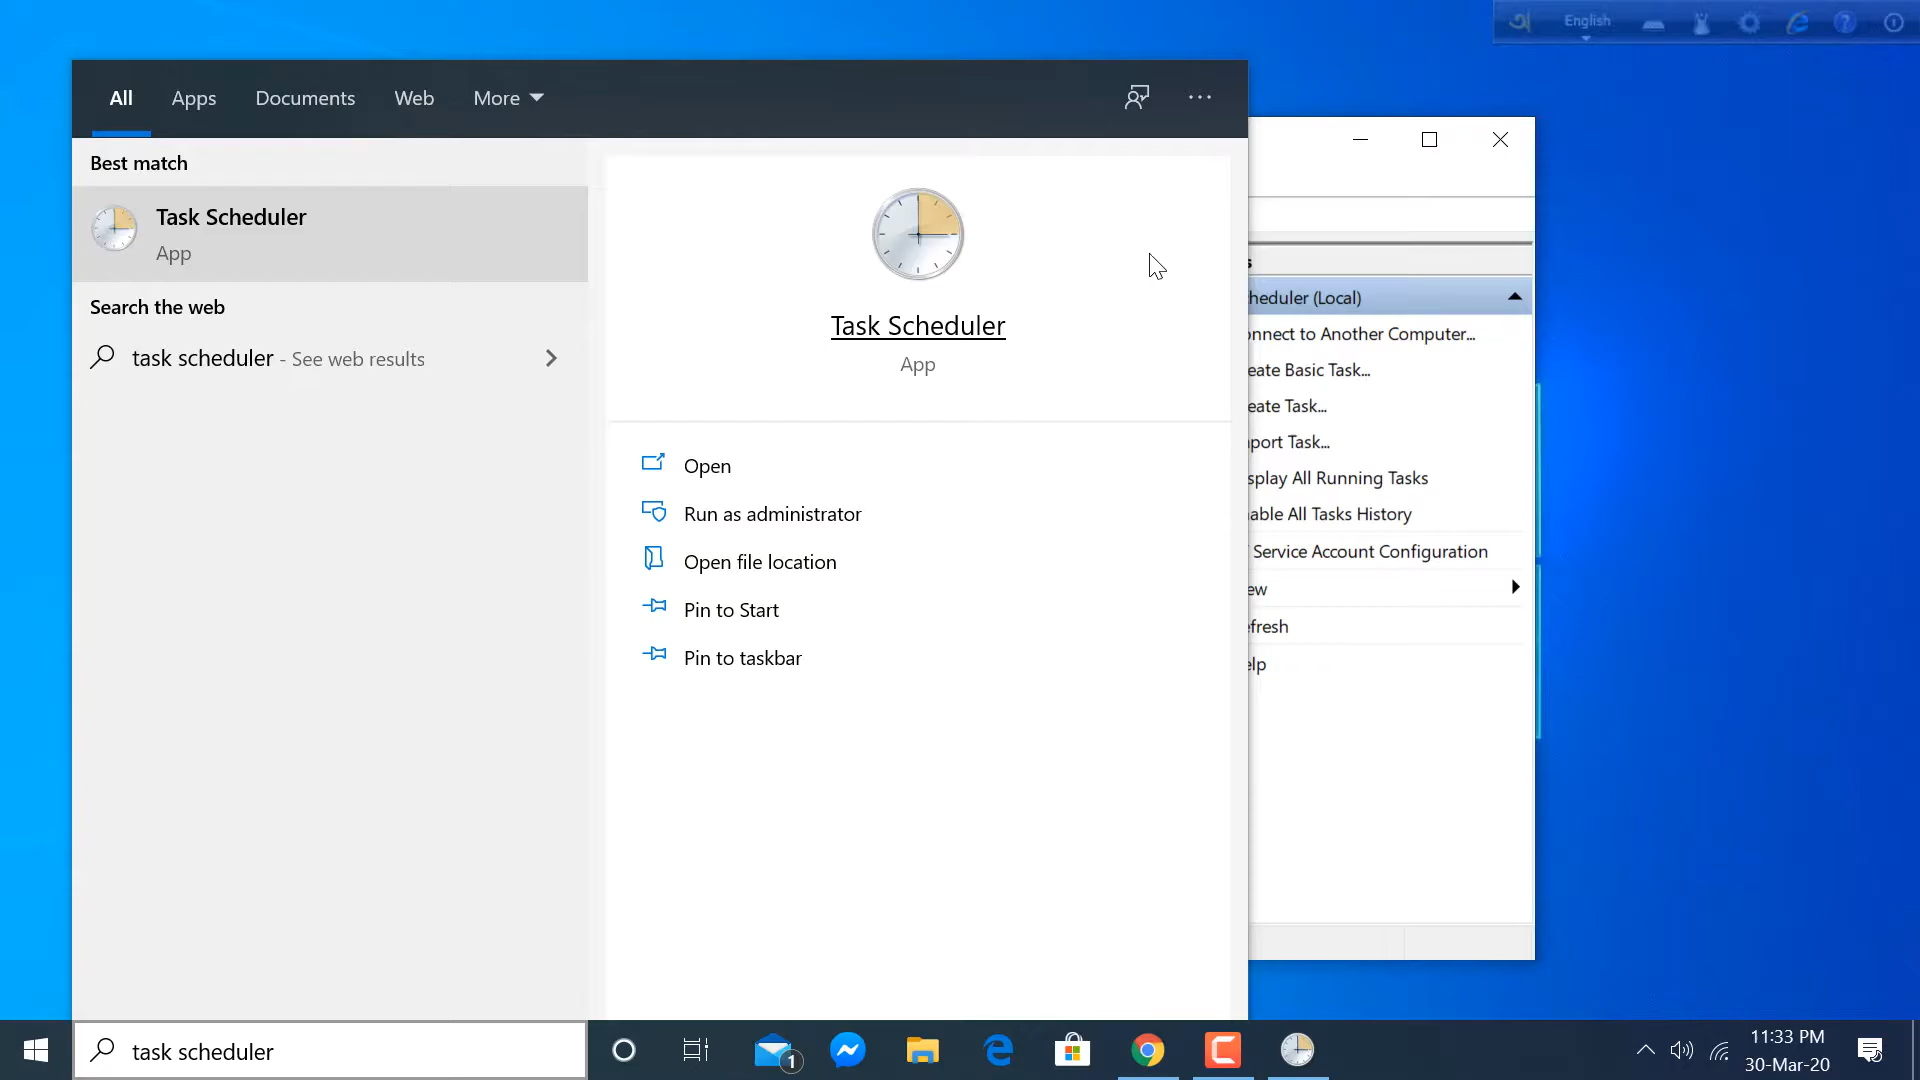 English
All Apps Documents Web More
Best match
Task Scheduler
App
Search the web
task scheduler - See web results
Task Scheduler
App
Open
Run as administrator
Open file location
Pin to Start
Pin to taskbar
s
heduler (Local)
onnect to Another Computer...
eate Basic Task...
eate Task...
port Task...
splay All Running Tasks
able All Tasks History
Service Account Configuration
ew
efresh
elp
task scheduler
1
11:33 PM
30-Mar-20